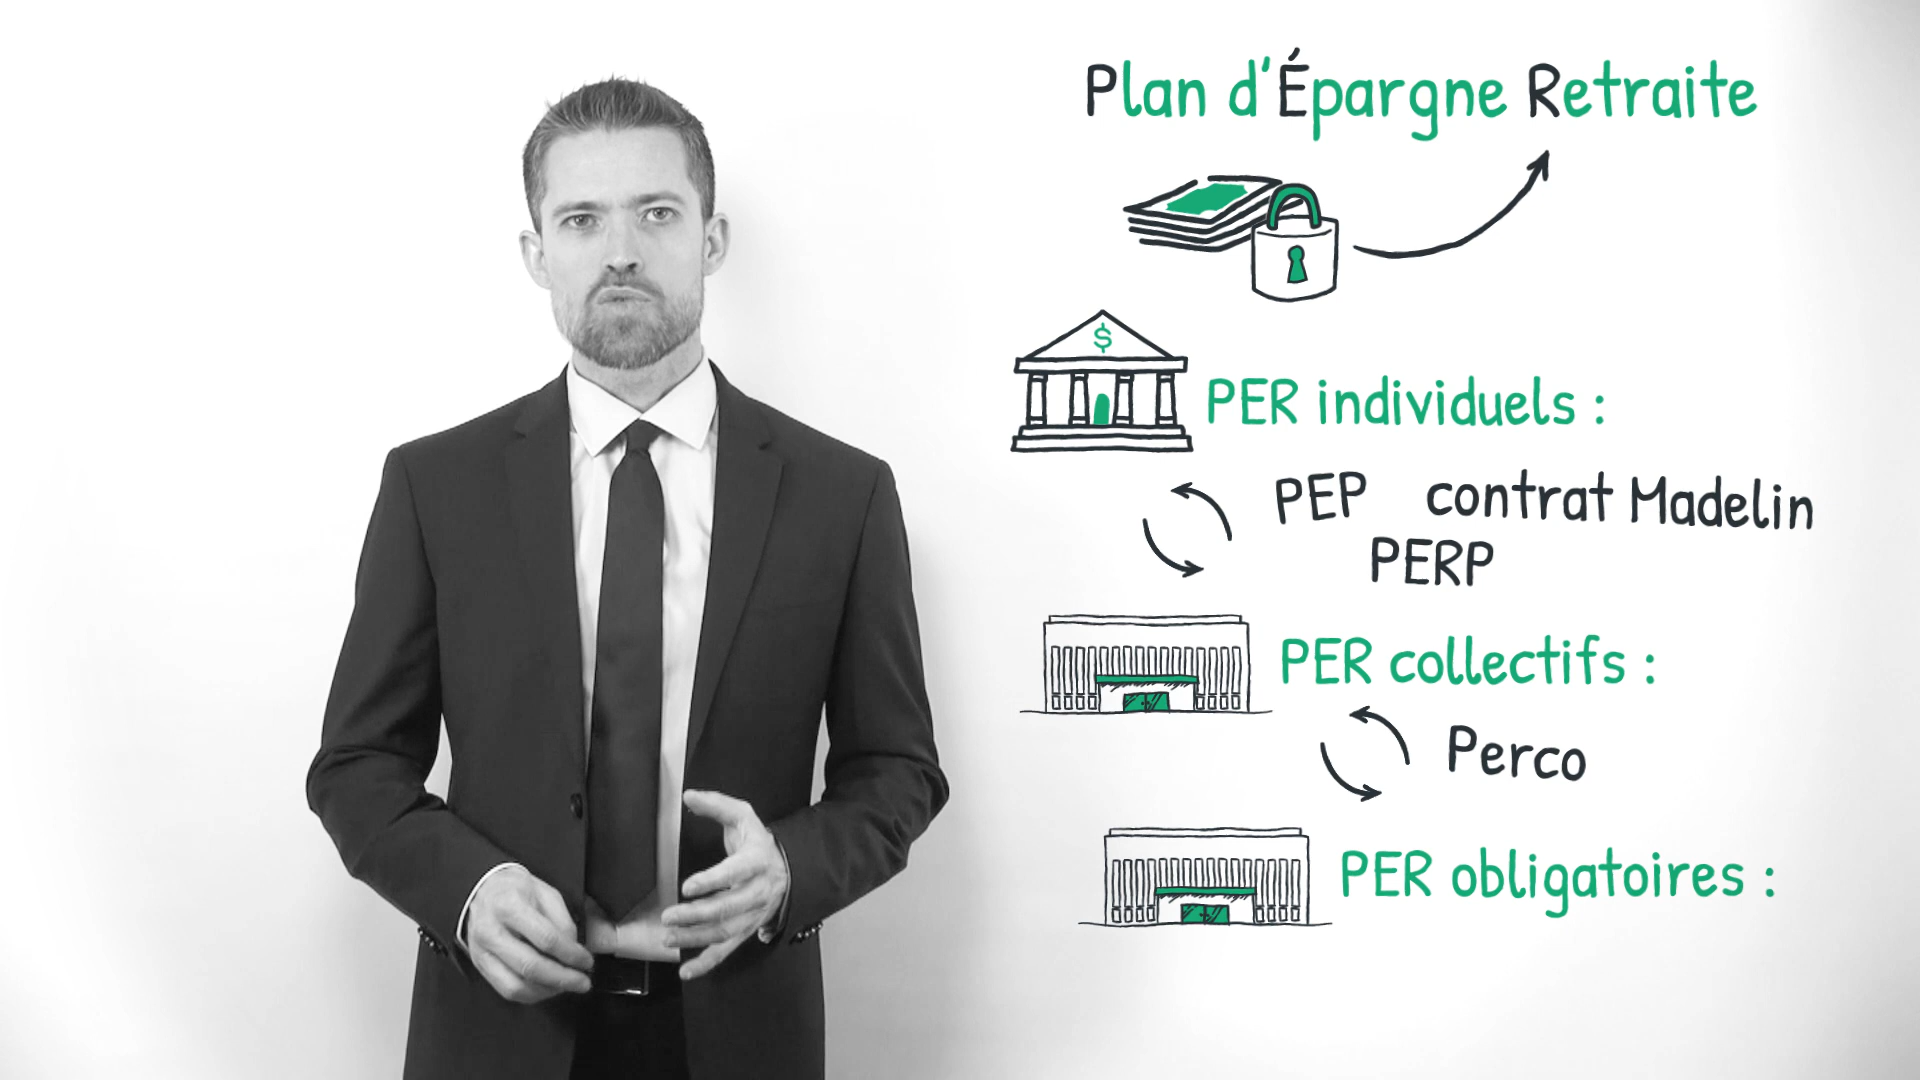 Plan d'Épargne Retraite
$
PER individuels :
PEP contrat Madelin
PERP
PER collectifs :
Perco
PER obligatoires :